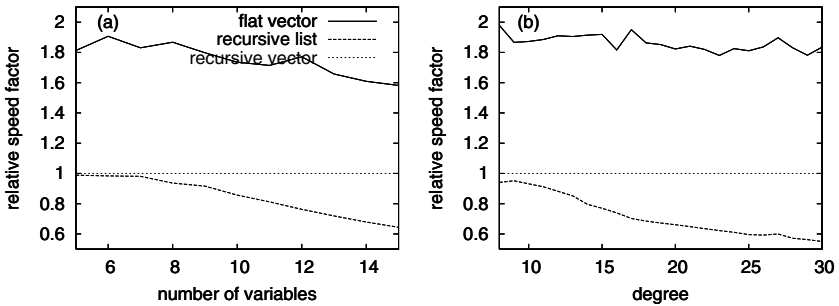 (a)
flat vector
recursive list
recursive vector
2
1.8
1.6
1.4
1.2
1
0.8
0.6
relative speed factor
6 8 10 12 14
number of variables
(b)
2
1.8
1.6
1.4
1.2
1
0.8
0.6
relative speed factor
10 15 20 25 30
degree